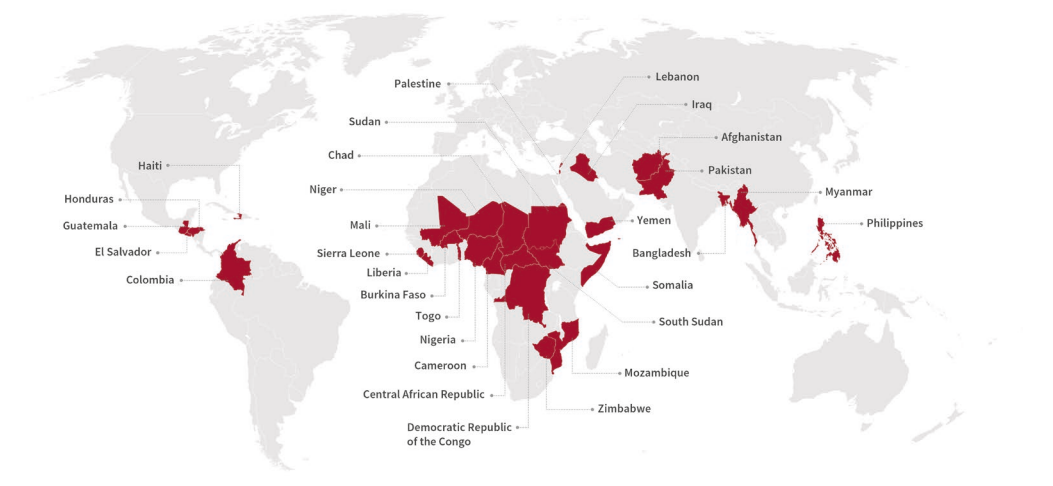 Palestine
Lebanon
Iraq
Sudan
Afghanistan
Chad
Haiti
Pakistan
Niger
Myanmar
Honduras
Yemen
Philippines
Guatemala
Mali
El Salvador
Sierra Leone
Bangladesh
Liberia
Colombia
Somalia
Burkina Faso
Togo
South Sudan
Nigeria
Cameroon
Mozambique
Central African Republic
Zimbabwe
Democratic Republic
of the Congo